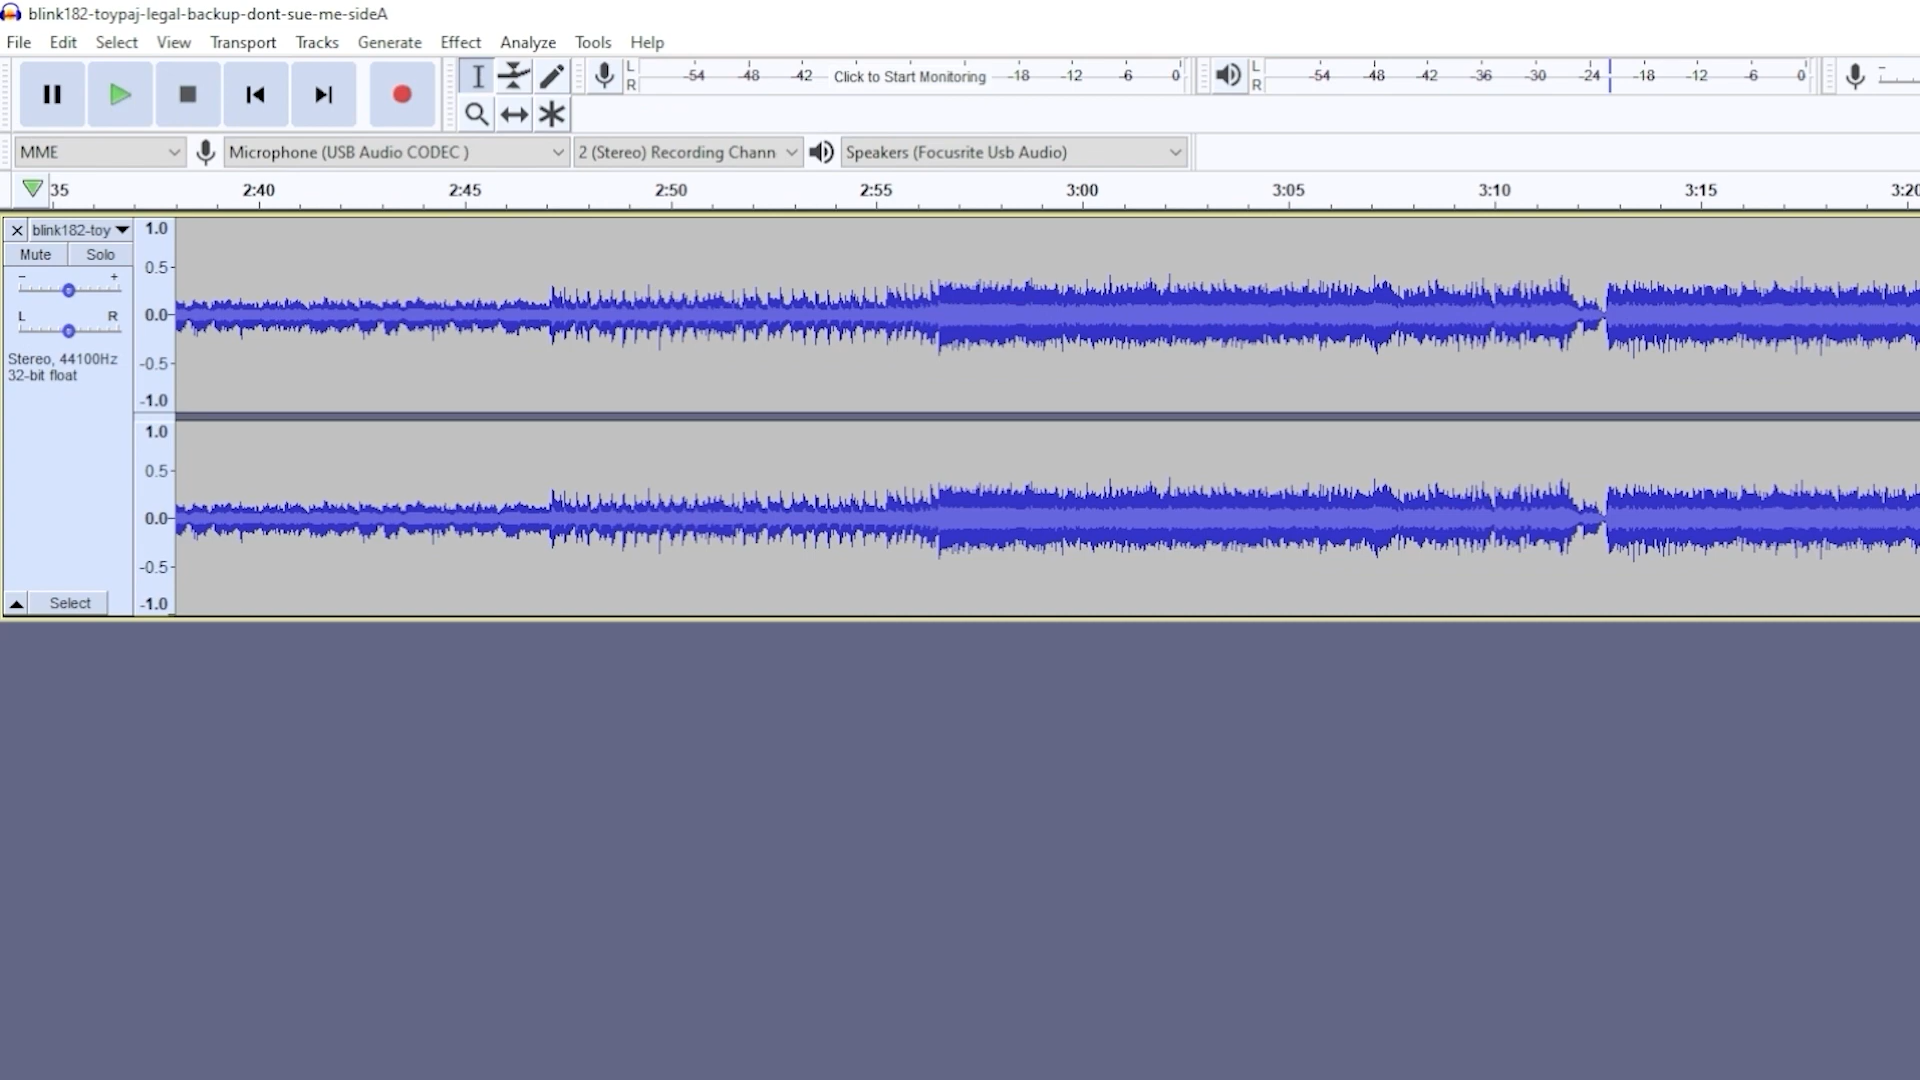 blink182-toypaj-legal-backup-dont-sue-me-sideA
File Edit Select View Transport Tracks Generate Effect Analyze Tools Help
L R -54 -48 -42 Click to Start Monitoring -18 -12 -6 0 L R -54 -48 -42 -36 -30 -24 -18 -12 -6 0
MME Microphone (USB Audio CODEC ) 2 (Stereo) Recording Chann Speakers (Focusrite Usb Audio)
35 2:40 2:45 2:50 2:55 3:00 3:05 3:10 3:15 3:20
blink182-toy 1.0
Mute Solo
0.5
- +
L R 0.0
Stereo, 44100Hz
32-bit float
-0.5
-1.0
1.0
0.5
0.0
-0.5
Select -1.0